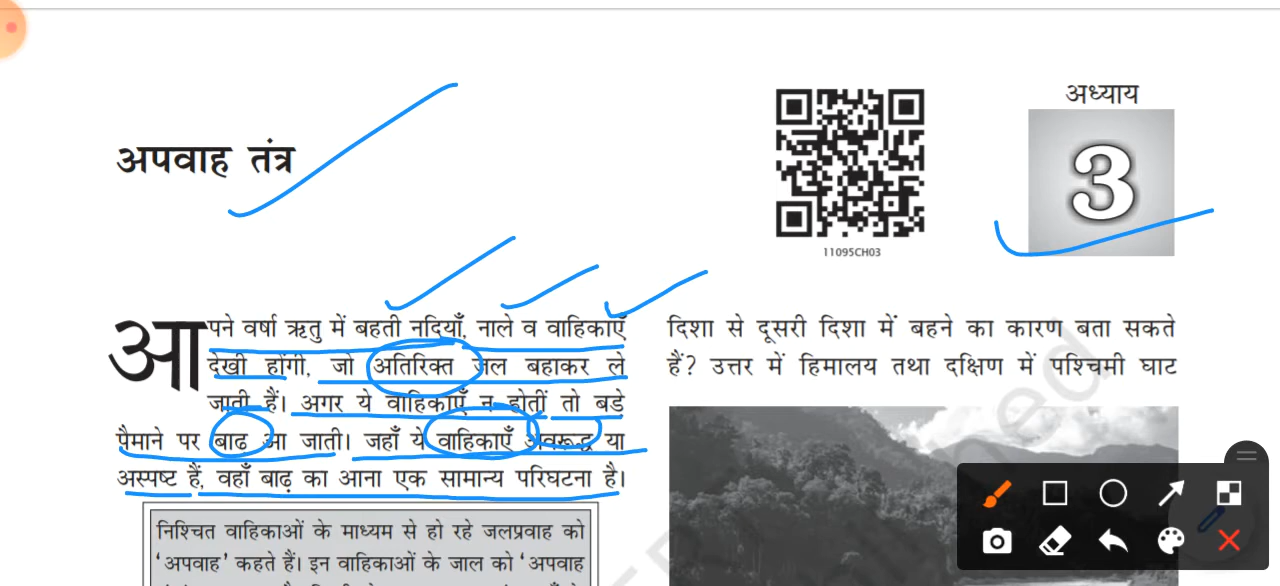 अध्याय
3
अपवाह तंत्र
11095CH03
आपने वर्षा ऋतु में बहती नदियाँ, नाले व वाहिकाएँ
देखी होंगी, जो अतिरिक्त जल बहाकर ले
जाती हैं। अगर ये वाहिकाएँ न होतीं तो बड़े
पैमाने पर बाढ़ आ जाती। जहाँ ये वाहिकाएँ अवरूद्ध या
अस्पष्ट हैं, वहाँ बाढ़ का आना एक सामान्य परिघटना है।
निश्चित वाहिकाओं के माध्यम से हो रहे जलप्रवाह को
‘अपवाह’ कहते हैं। इन वाहिकाओं के जाल को ‘अपवाह
दिशा से दूसरी दिशा में बहने का कारण बता सकते
हैं? उत्तर में हिमालय तथा दक्षिण में पश्चिमी घाट